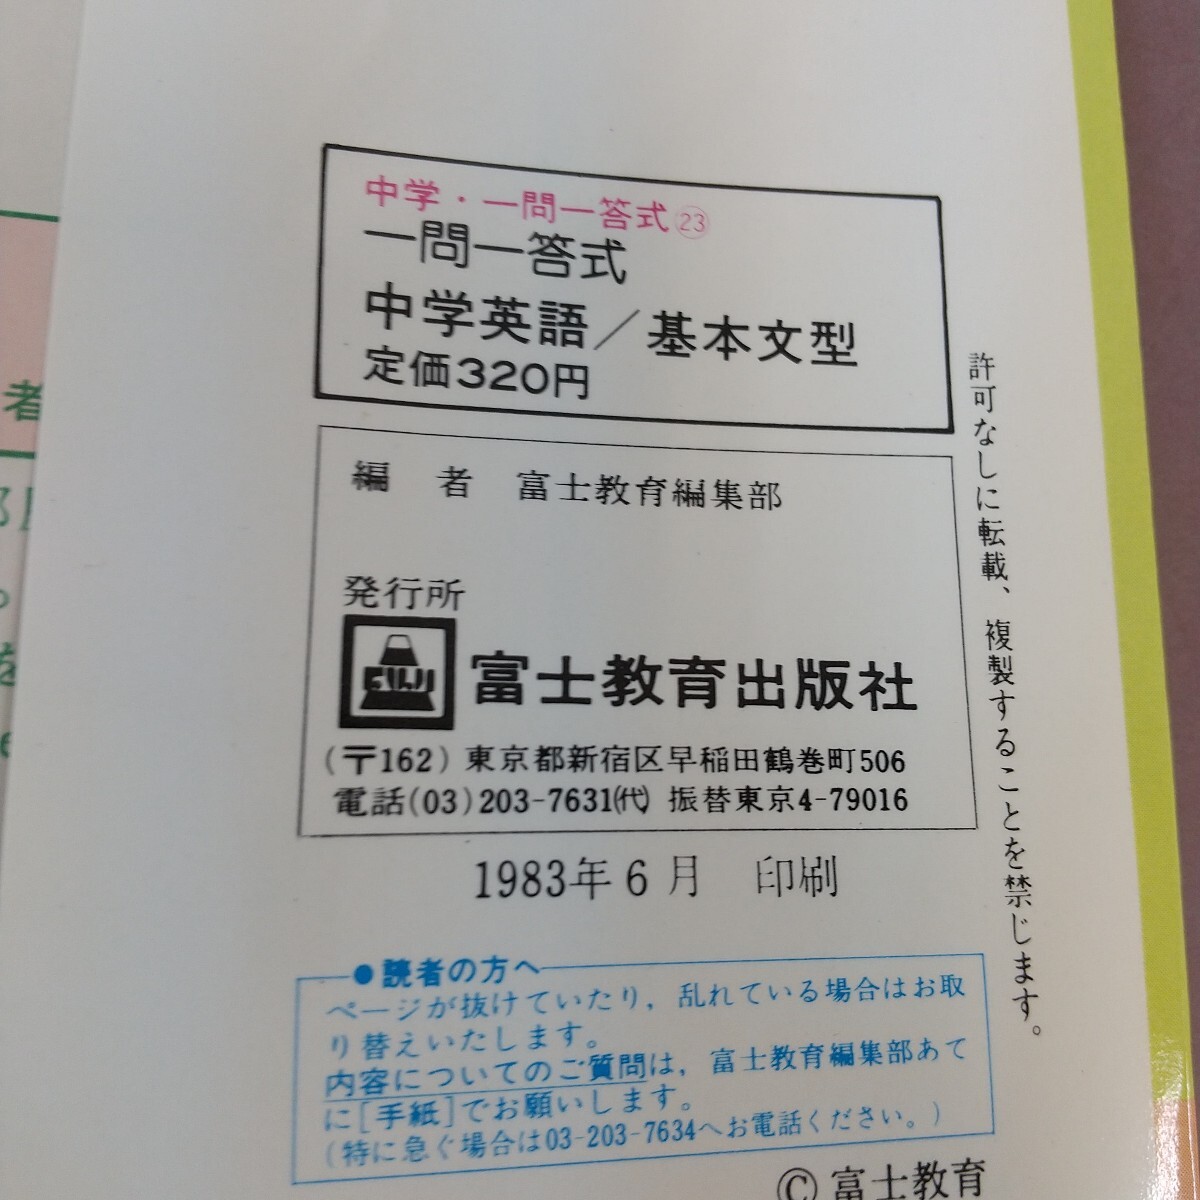 中学・一問一答式㉓
一問一答式
中学英語／基本文型
定価320円
編　者　富士教育編集部
発行所
FUJI
富士教育出版社
(〒162) 東京都新宿区早稲田鶴巻町506
電話(03)203-7631(代) 振替東京4-79016
1983年6月　印刷
許可なしに転載、複製することを禁じます。
●読者の方へ
ページが抜けていたり，乱れている場合はお取
り替えいたします。
内容についてのご質問は，富士教育編集部あて
に[手紙]でお願いします。
(特に急ぐ場合は03-203-7634へお電話ください。)
© 富士教育
者
を